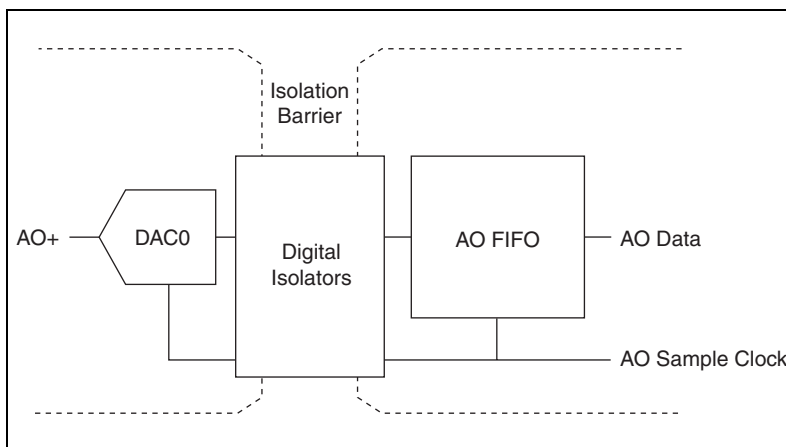 Isolation
Barrier
AO+
DAC0
Digital
Isolators
AO FIFO
AO Data
AO Sample Clock